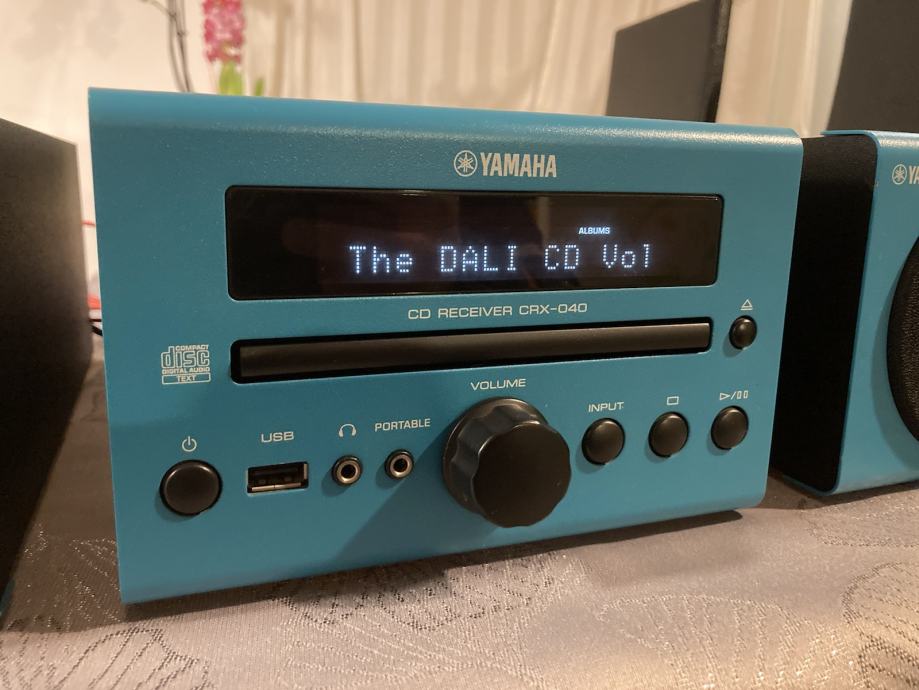 YAMAHA
ALBUMS
The DALI CD Vol
CD RECEIVER CRX-040
COMPACT
disc
DIGITAL AUDIO
TEXT
VOLUME
USB
PORTABLE
INPUT
YA